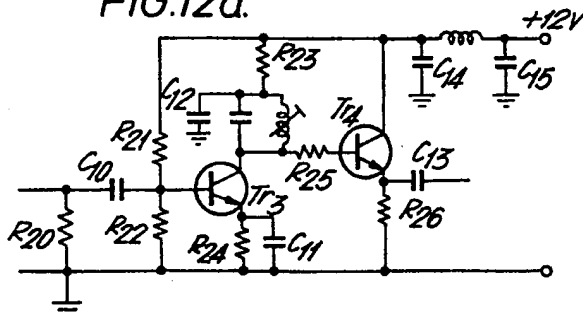 FIG.12a.
+12V
R23
C12
C14
C15
Tr4
R21
C10
R25
C13
Tr3
R20
R22
R24
C11
R26